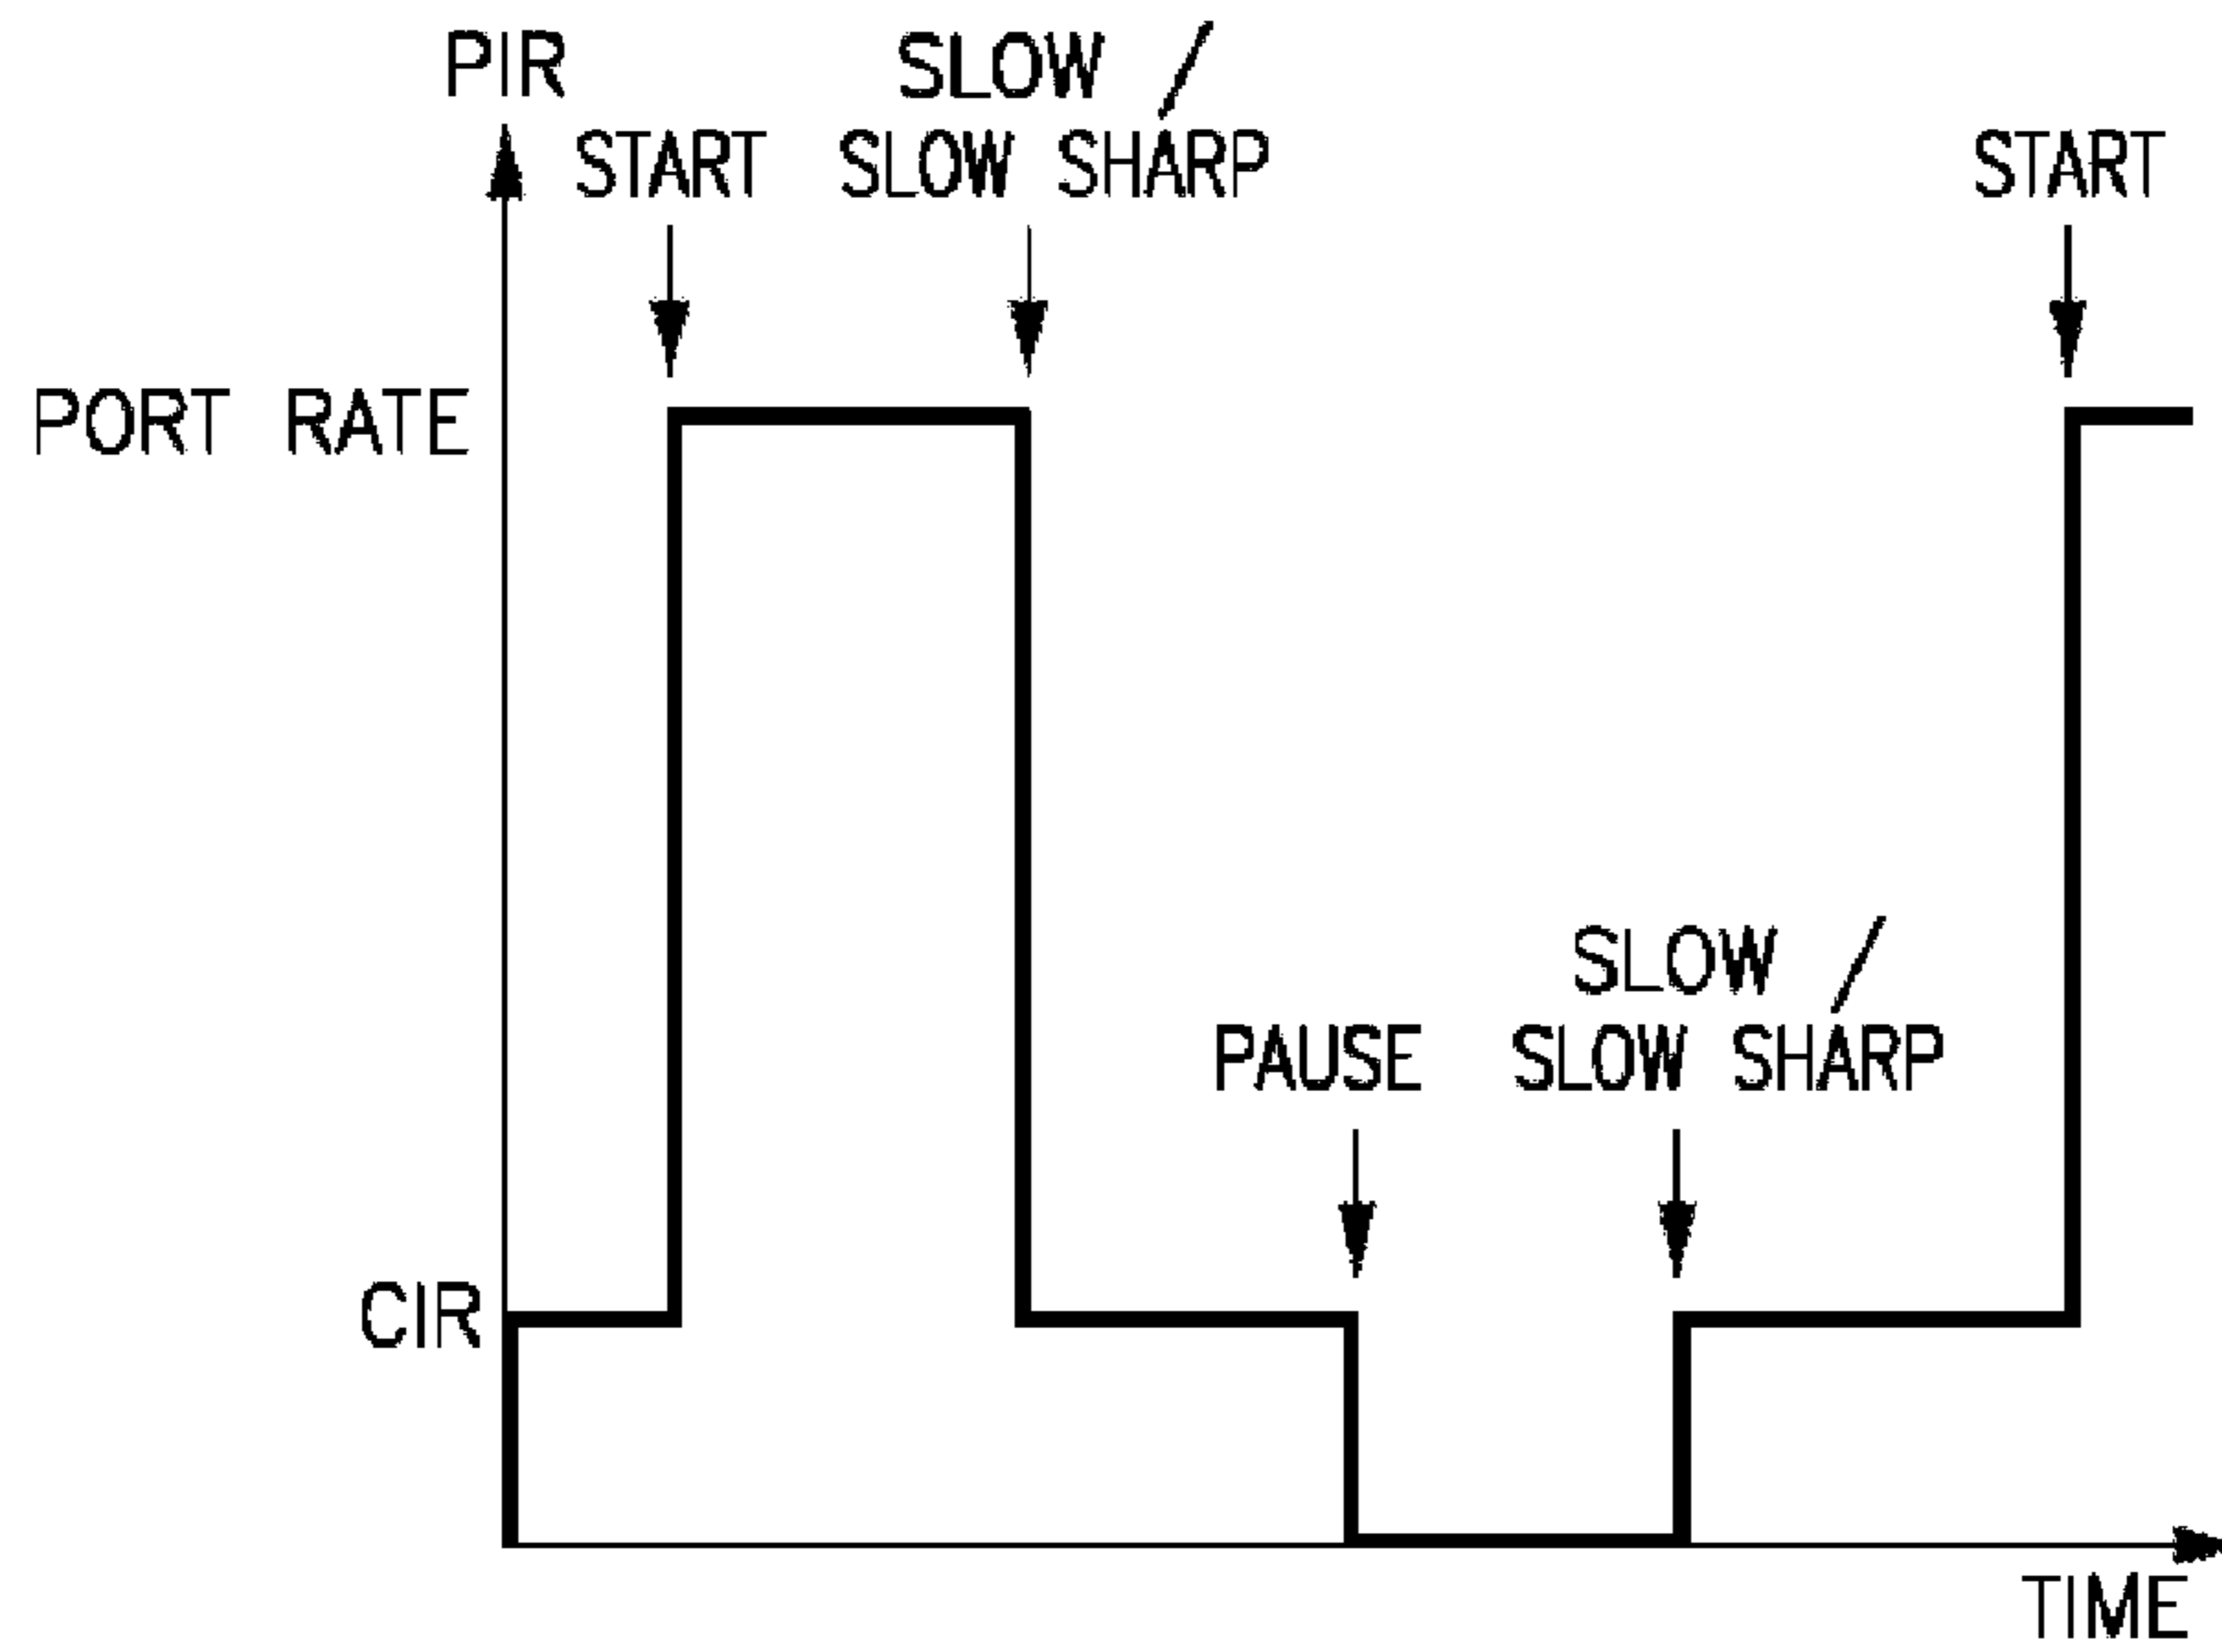 PIR
SLOW /
START
SLOW SHARP
START
PORT RATE
SLOW /
PAUSE
SLOW SHARP
CIR
TIME